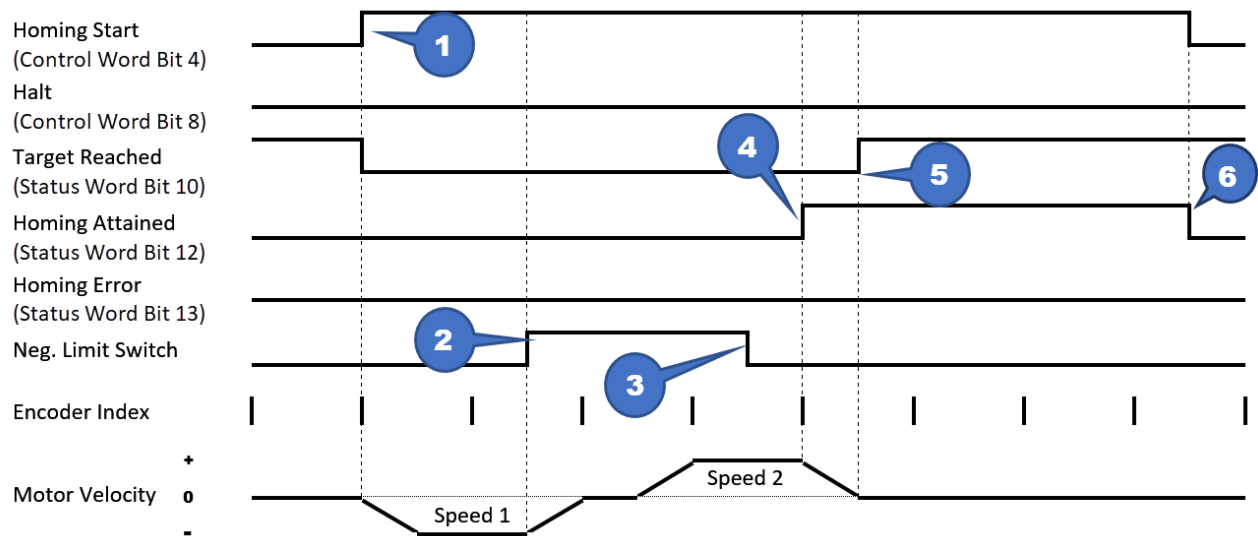 Homing Start
(Control Word Bit 4)
1
Halt
(Control Word Bit 8)
Target Reached
(Status Word Bit 10)
4
5
6
Homing Attained
(Status Word Bit 12)
Homing Error
(Status Word Bit 13)
Neg. Limit Switch
2
3
Encoder Index
+
Motor Velocity 0
-
Speed 1
Speed 2